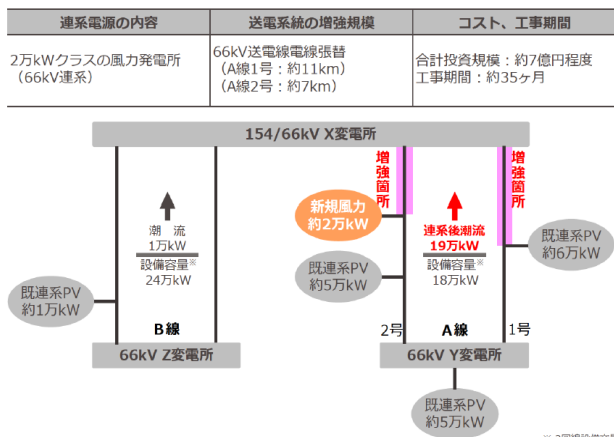 連系電源の内容
送電系統の増強規模
コスト、工事期間
2万kWクラスの風力発電所
(66kV連系)
66kV送電線電線張替
(A線1号:約11km)
(A線2号:約7km)
合計投資規模:約7億円程度
工事期間:約35ヶ月
154/66kV X変電所
増強箇所
増強箇所
新規風力
約2万kW
潮 流
1万kW
設備容量※
24万kW
連系後潮流
19万kW
設備容量※
18万kW
既連系PV
約6万kW
既連系PV
約5万kW
既連系PV
約1万kW
B線
2号
A線
1号
66kV Z変電所
66kV Y変電所
既連系PV
約5万kW